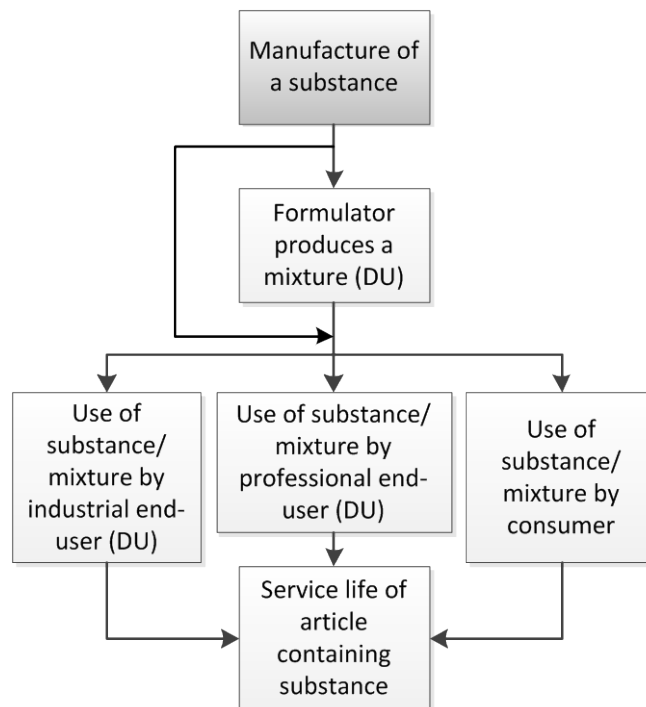 Manufacture of
a substance
Formulator
produces a
mixture (DU)
Use of
substance/
mixture by
industrial end-
user (DU)
Use of substance/
mixture by
professional end-
user (DU)
Use of
substance/
mixture by
consumer
Service life of
article
containing
substance